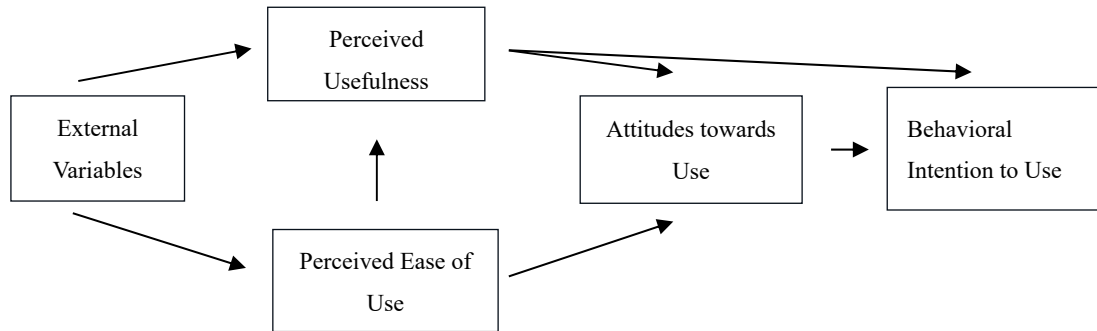 Perceived
Usefulness
External
Variables
Attitudes towards
Use
Behavioral
Intention to Use
Perceived Ease of
Use